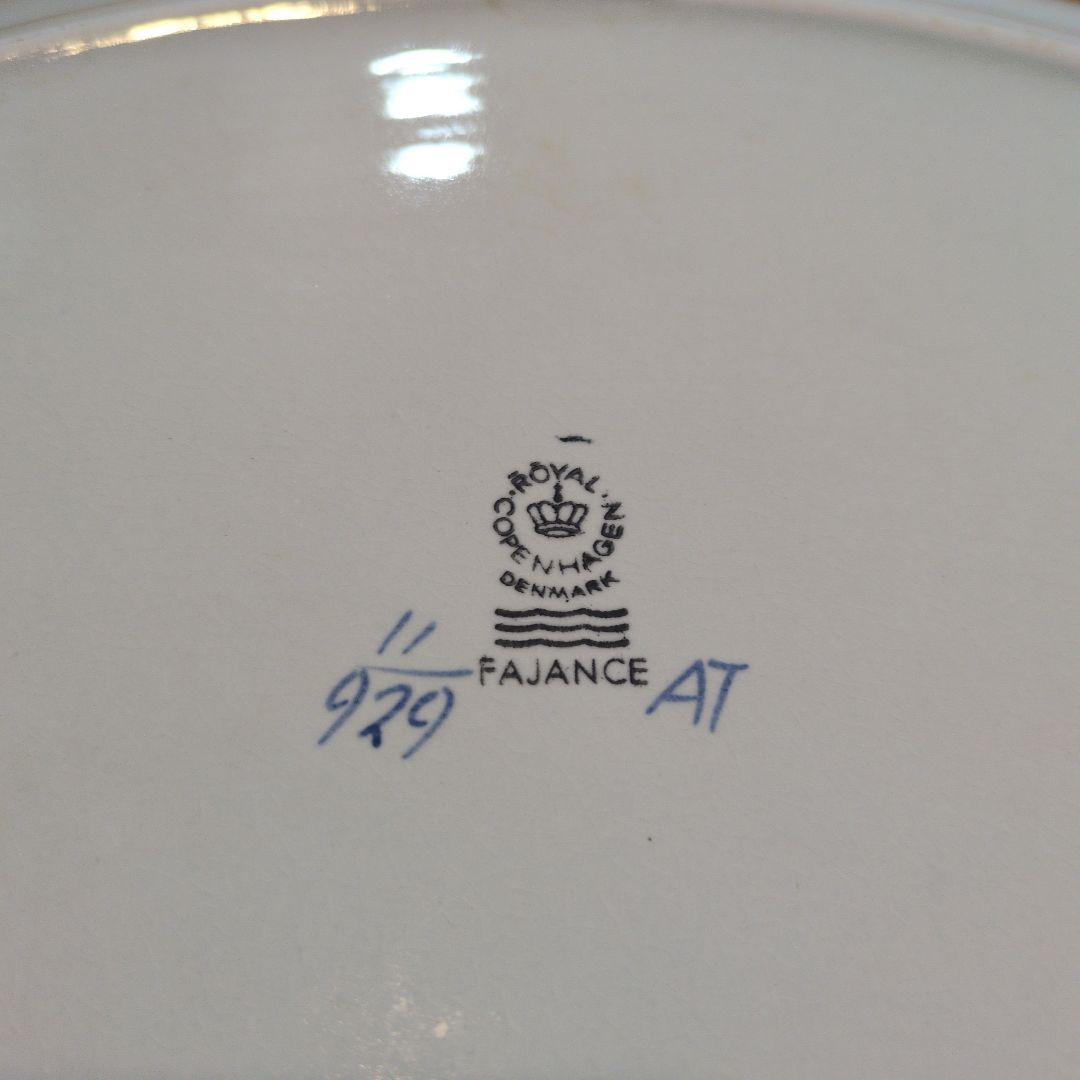 ROYAL
COPENHAGEN
DENMARK
FAJANCE
11
929
AT